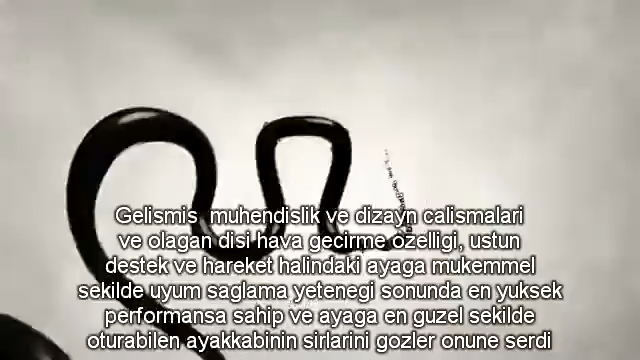 Gelismis muhendislik ve dizayn calismalari
ve olagan disi hava gecirme ozelligi, ustun
destek ve hareket halindaki ayaga mukemmel
sekilde uyum saglama yetenegi sonunda en yuksek
performansa sahip ve ayaga en guzel sekilde
oturabilen ayakkabinin sirlarini gozler onune serdi